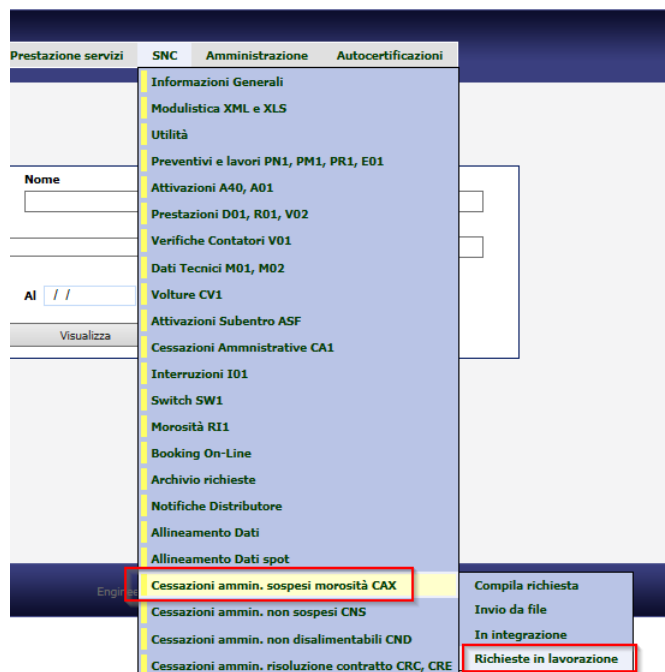 Prestazione servizi SNC Amministrazione Autocertificazioni
Informazioni Generali
Modulistica XML e XLS
Utilità
Preventivi e lavori PN1, PM1, PR1, E01
Nome
Attivazioni A40, A01
Prestazioni D01, R01, V02
Verifiche Contatori V01
Dati Tecnici M01, M02
Al / /
Volture CV1
Attivazioni Subentro ASF
Visualizza
Cessazioni Ammnistrative CA1
Interruzioni I01
Switch SW1
Morosità RI1
Booking On-Line
Archivio richieste
Notifiche Distributore
Allineamento Dati
Allineamento Dati spot
Cessazioni ammin. sospesi morosità CAX
Compila richiesta
Cessazioni ammin. non sospesi CNS
Invio da file
Cessazioni ammin. non disalimentabili CND
In integrazione
Cessazioni ammin. risoluzione contratto CRC, CRE
Richieste in lavorazione